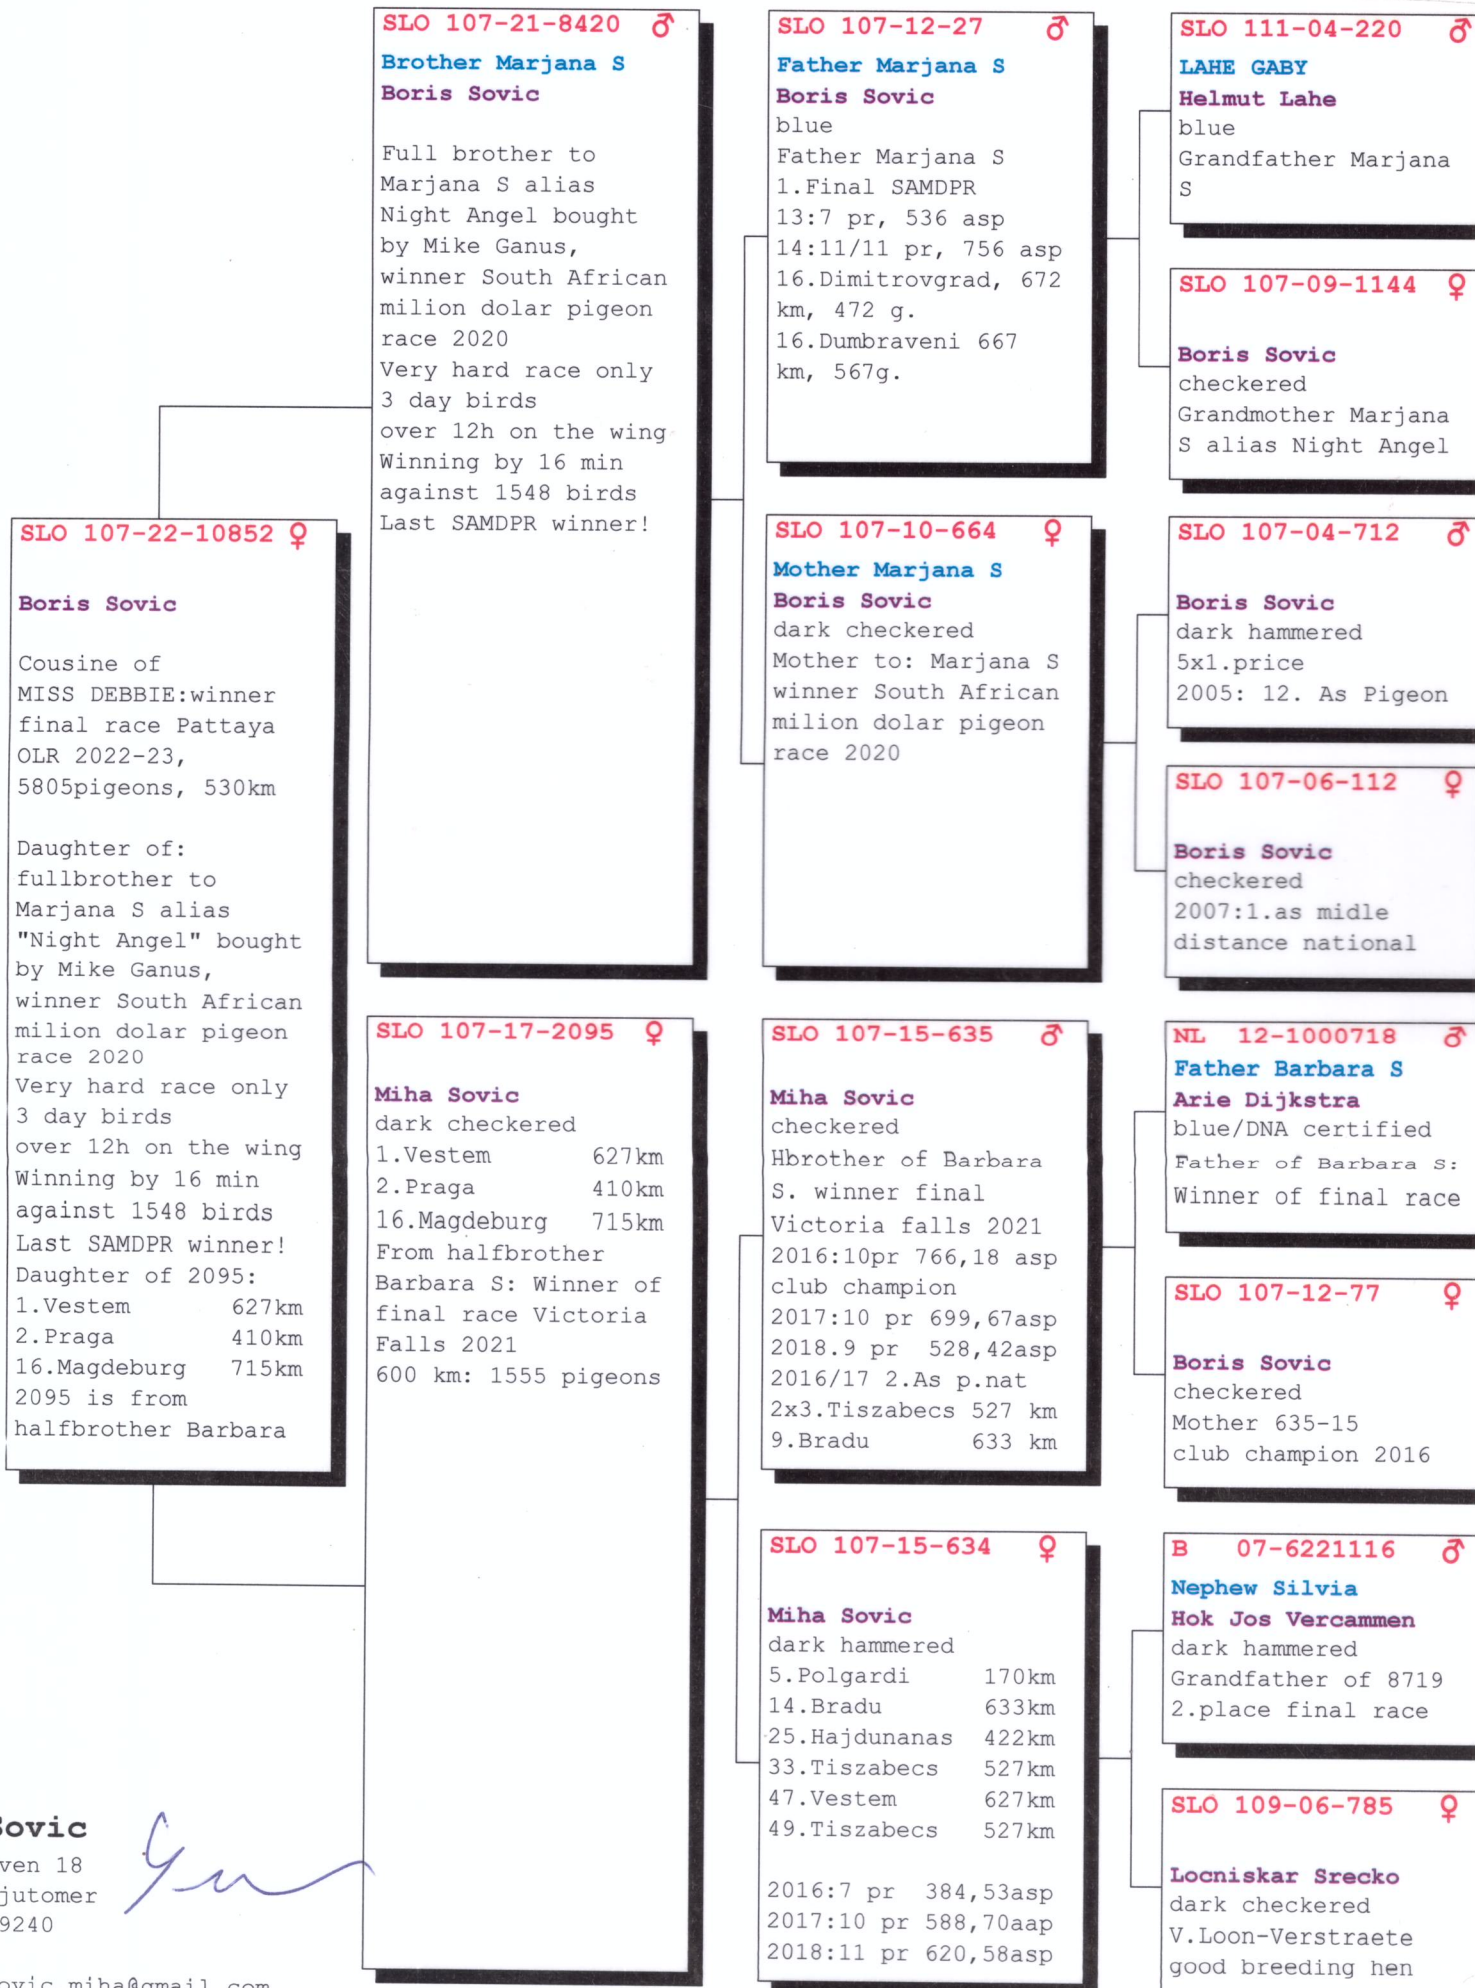 SLO 107-22-10852 ♀
Boris Sovic
Cousine of
MISS DEBBIE:winner
final race Pattaya
OLR 2022-23,
5805pigeons, 530km
Daughter of:
fullbrother to
Marjana S alias
"Night Angel" bought
by Mike Ganus,
winner South African
milion dolar pigeon
race 2020
Very hard race only
3 day birds
over 12h on the wing
Winning by 16 min
against 1548 birds
Last SAMDPR winner!
Daughter of 2095:
1.Vestem 627km
2.Praga 410km
16.Magdeburg 715km
2095 is from
halfbrother Barbara
SLO 107-21-8420 ♂
Brother Marjana S
Boris Sovic
Full brother to
Marjana S alias
Night Angel bought
by Mike Ganus,
winner South African
milion dolar pigeon
race 2020
Very hard race only
3 day birds
over 12h on the wing
Winning by 16 min
against 1548 birds
Last SAMDPR winner!
SLO 107-17-2095 ♀
Miha Sovic
dark checkered
1.Vestem 627km
2.Praga 410km
16.Magdeburg 715km
From halfbrother
Barbara S: Winner of
final race Victoria
Falls 2021
600 km: 1555 pigeons
SLO 107-12-27 ♂
Father Marjana S
Boris Sovic
blue
Father Marjana S
1.Final SAMDPR
13:7 pr, 536 asp
14:11/11 pr, 756 asp
16.Dimitrovgrad, 672
km, 472 g.
16.Dumbraveni 667
km, 567g.
SLO 107-10-664 ♀
Mother Marjana S
Boris Sovic
dark checkered
Mother to: Marjana S
winner South African
milion dolar pigeon
race 2020
SLO 107-15-635 ♂
Miha Sovic
checkered
Hbrother of Barbara
S. winner final
Victoria falls 2021
2016:10pr 766,18 asp
club champion
2017:10 pr 699,67asp
2018.9 pr 528,42asp
2016/17 2.As p.nat
2x3.Tiszabecs 527 km
9.Bradu 633 km
SLO 107-15-634 ♀
Miha Sovic
dark hammered
5.Polgardi 170km
14.Bradu 633km
25.Hajdunanas 422km
33.Tiszabecs 527km
47.Vestem 627km
49.Tiszabecs 527km
2016:7 pr 384,53asp
2017:10 pr 588,70aap
2018:11 pr 620,58asp
SLO 111-04-220 ♂
LAHE GABY
Helmut Lahe
blue
Grandfather Marjana
S
SLO 107-09-1144 ♀
Boris Sovic
checkered
Grandmother Marjana
S alias Night Angel
SLO 107-04-712 ♂
Boris Sovic
dark hammered
5x1.price
2005: 12. As Pigeon
SLO 107-06-112 ♀
Boris Sovic
checkered
2007:1.as midle
distance national
NL 12-1000718 ♂
Father Barbara S
Arie Dijkstra
blue/DNA certified
Father of Barbara S:
Winner of final race
SLO 107-12-77 ♀
Boris Sovic
checkered
Mother 635-15
club champion 2016
B 07-6221116 ♂
Nephew Silvia
Hok Jos Vercammen
dark hammered
Grandfather of 8719
2.place final race
SLO 109-06-785 ♀
Locniskar Srecko
dark checkered
V.Loon-Verstraete
good breeding hen
Sovic
ven 18
jutomer
9240
ovic.miha@gmail.com